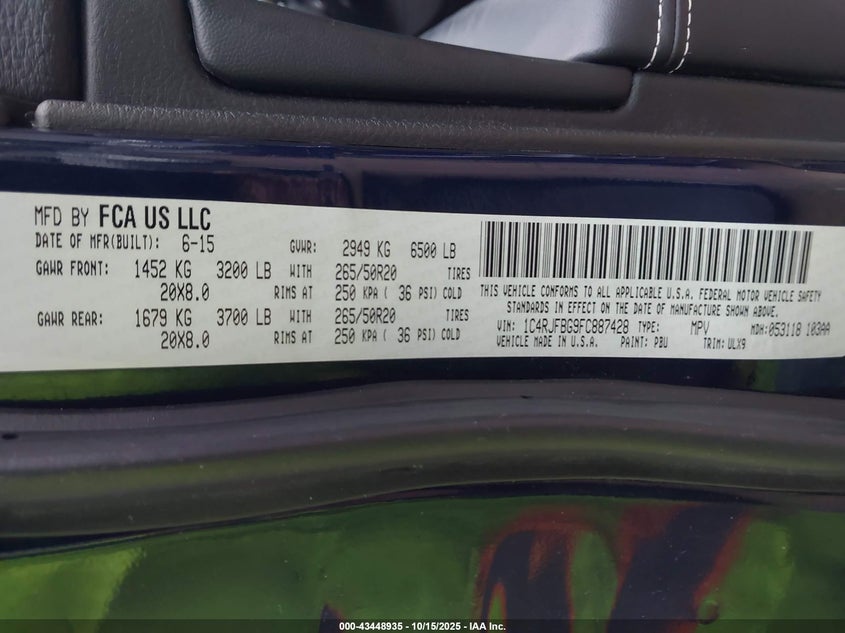 MFD BY FCA US LLC
DATE OF MFR(BUILT): 6-15 GVWR: 2949 KG 6500 LB
GAWR FRONT: 1452 KG 3200 LB WITH 265/50R20 TIRES
20X8.0 RIMS AT 250 KPA ( 36 PSI) COLD
GAWR REAR: 1679 KG 3700 LB WITH 265/50R20 TIRES
20X8.0 RIMS AT 250 KPA ( 36 PSI) COLD
THIS VEHICLE CONFORMS TO ALL APPLICABLE U.S.A. FEDERAL MOTOR VEHICLE SAFETY
STANDARDS IN EFFECT ON THE DATE OF MANUFACTURE SHOWN ABOVE.
VIN: 1C4RJFBG9FC887428 TYPE: MPV MDH: 053118 103AA
VEHICLE MADE IN U.S.A. PAINT: PBU TRIM: ULX9
000-43448935 - 10/15/2025 - IAA Inc.